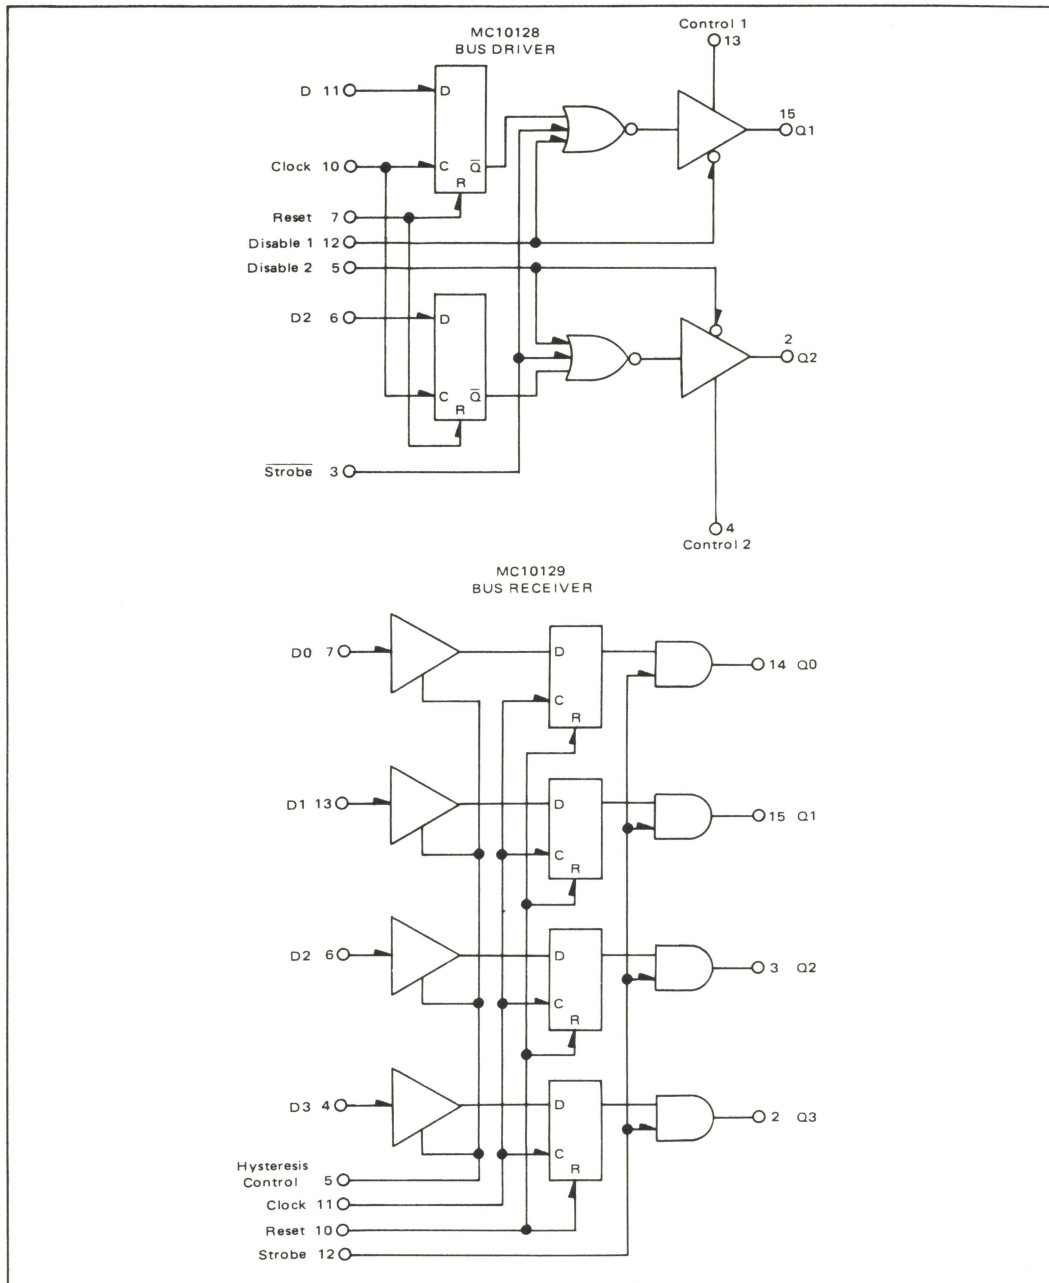 MC10128
BUS DRIVER
Control 1
13
D 11
D
15
Q1
Clock 10
C Q̅
R
Reset 7
Disable 1 12
Disable 2 5
D2 6
D
2
Q2
C Q̅
R
S̅t̅r̅o̅b̅e̅ 3
4
Control 2
MC10129
BUS RECEIVER
D0 7
D
14 Q0
C
R
D1 13
D
15 Q1
C
R
D2 6
D
3 Q2
C
R
D3 4
D
2 Q3
C
R
Hysteresis
Control 5
Clock 11
Reset 10
Strobe 12